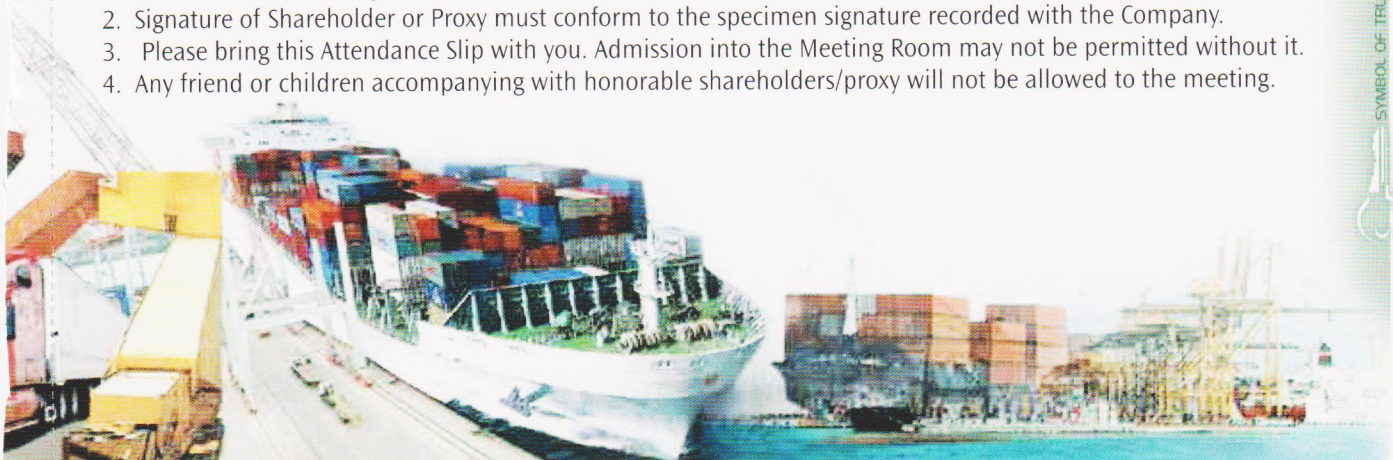 2. Signature of Shareholder or Proxy must conform to the specimen signature recorded with the Company.
3. Please bring this Attendance Slip with you. Admission into the Meeting Room may not be permitted without it.
4. Any friend or children accompanying with honorable shareholders/proxy will not be allowed to the meeting.
SYMBOL OF